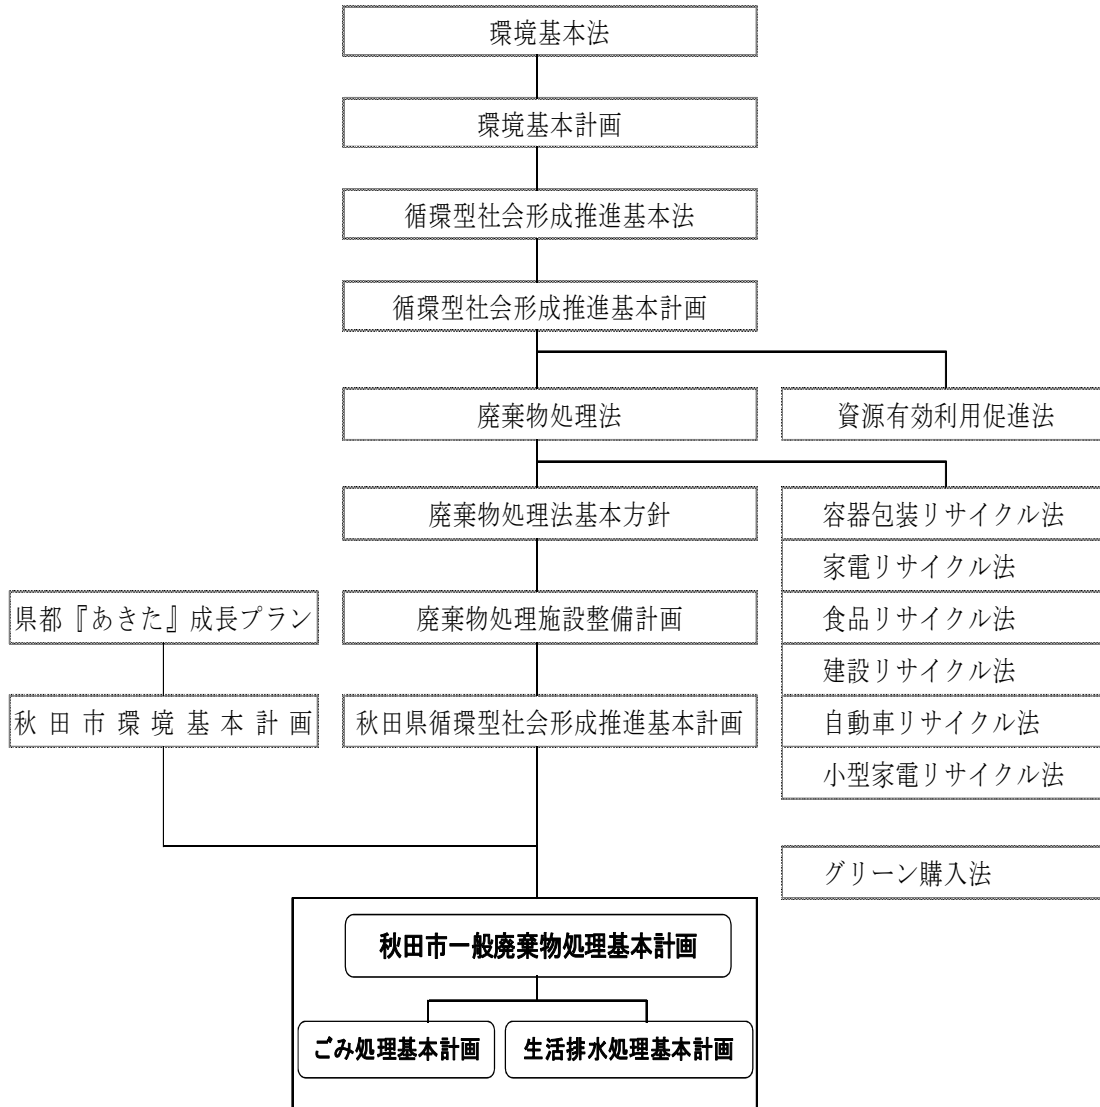 環境基本法
環境基本計画
循環型社会形成推進基本法
循環型社会形成推進基本計画
廃棄物処理法
資源有効利用促進法
廃棄物処理法基本方針
容器包装リサイクル法
家電リサイクル法
県都『あきた』成長プラン
廃棄物処理施設整備計画
食品リサイクル法
建設リサイクル法
秋田市環境基本計画
秋田県循環型社会形成推進基本計画
自動車リサイクル法
小型家電リサイクル法
グリーン購入法
秋田市一般廃棄物処理基本計画
ごみ処理基本計画
生活排水処理基本計画